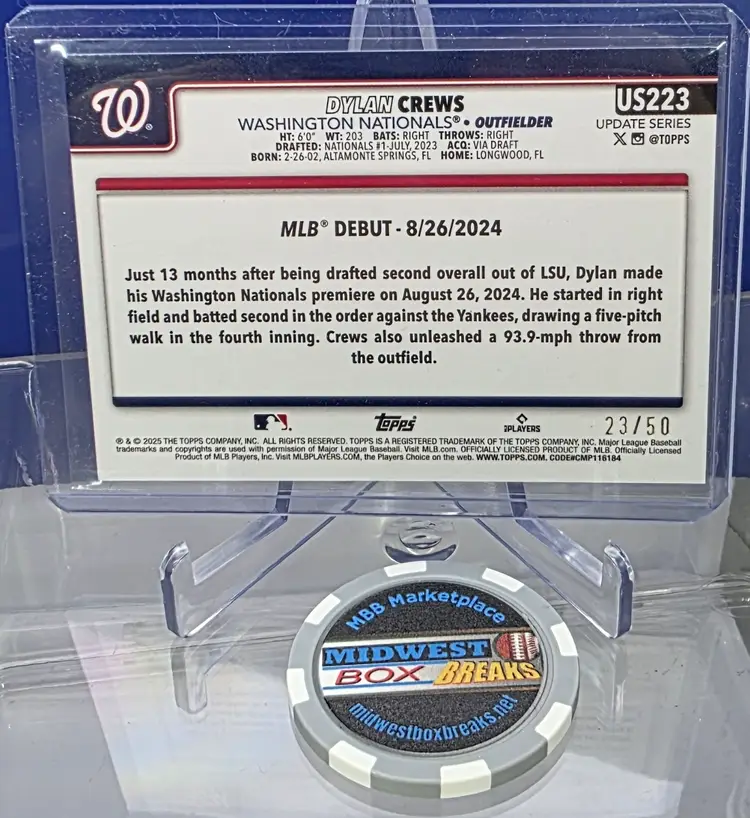 W
DYLAN CREWS
WASHINGTON NATIONALS® • OUTFIELDER
HT: 6'0" WT: 203 BATS: RIGHT THROWS: RIGHT
DRAFTED: NATIONALS #1-JULY, 2023 ACQ: VIA DRAFT
BORN: 2-26-02, ALTAMONTE SPRINGS, FL HOME: LONGWOOD, FL
US223
UPDATE SERIES
X @TOPPS
MLB® DEBUT - 8/26/2024
Just 13 months after being drafted second overall out of LSU, Dylan made
his Washington Nationals premiere on August 26, 2024. He started in right
field and batted second in the order against the Yankees, drawing a five-pitch
walk in the fourth inning. Crews also unleashed a 93.9-mph throw from
the outfield.
Topps
PLAYERS
23/50
® & © 2025 THE TOPPS COMPANY, INC. ALL RIGHTS RESERVED. TOPPS IS A REGISTERED TRADEMARK OF THE TOPPS COMPANY, INC. Major League Baseball
trademarks and copyrights are used with permission of Major League Baseball. Visit MLB.com. OFFICIALLY LICENSED PRODUCT OF MLB. Officially Licensed
Product of MLB Players, Inc. Visit MLBPLAYERS.COM, the Players Choice on the web. WWW.TOPPS.COM. CODE#CMP116184
MBB Marketplace
MIDWEST
BOX BREAKS
midwestboxbreaks.net